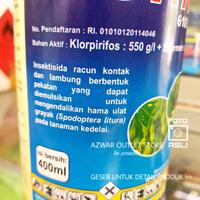 No. Pendaftaran : RI. 01010120114046
Bahan Aktif : Klorpirifos : 550 g/l +
Insektisida racun kontak
dan lambung berbentuk
pekatan yang dapat
diemulsikan untuk
mengendalikan hama ulat
grayak (Spodoptera litura)
pada tanaman kedelai.
Isi bersih:
400ml
FOTO
ASLI
AZWAR OUTLET STORE
GESER UNTUK DETAIL PRODUK >>